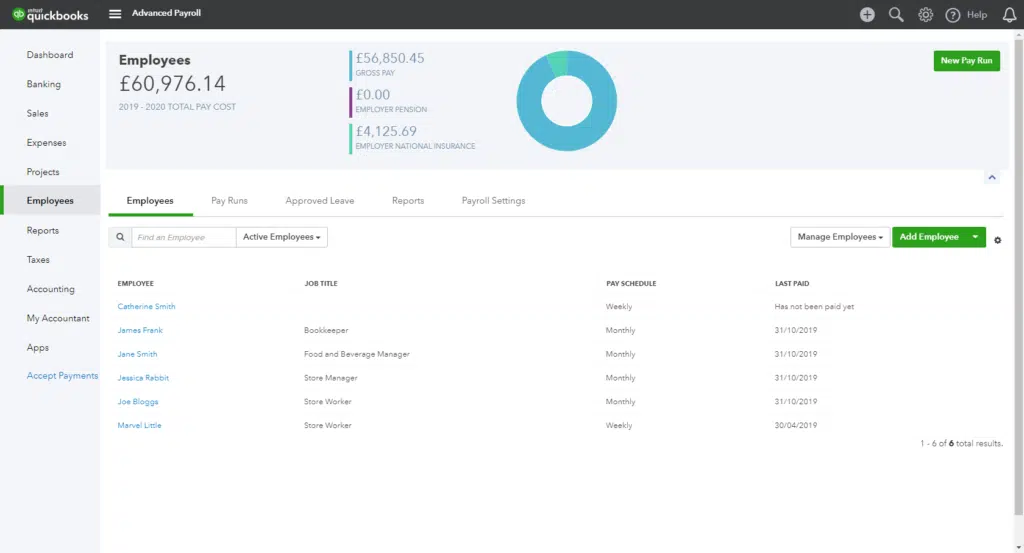 intuit
quickbooks
Advanced Payroll
Help
Dashboard
Banking
Sales
Expenses
Projects
Employees
Reports
Taxes
Accounting
My Accountant
Apps
Accept Payments
Employees
£60,976.14
2019 - 2020 TOTAL PAY COST
£56,850.45
GROSS PAY
£0.00
EMPLOYER PENSION
£4,125.69
EMPLOYER NATIONAL INSURANCE
New Pay Run
Employees Pay Runs Approved Leave Reports Payroll Settings
Find an Employee Active Employees Manage Employees Add Employee
EMPLOYEE JOB TITLE PAY SCHEDULE LAST PAID
Catherine Smith Weekly Has not been paid yet
James Frank Bookkeeper Monthly 31/10/2019
Jane Smith Food and Beverage Manager Monthly 31/10/2019
Jessica Rabbit Store Manager Monthly 31/10/2019
Joe Bloggs Store Worker Monthly 31/10/2019
Marvel Little Store Worker Weekly 30/04/2019
1 - 6 of 6 total results.